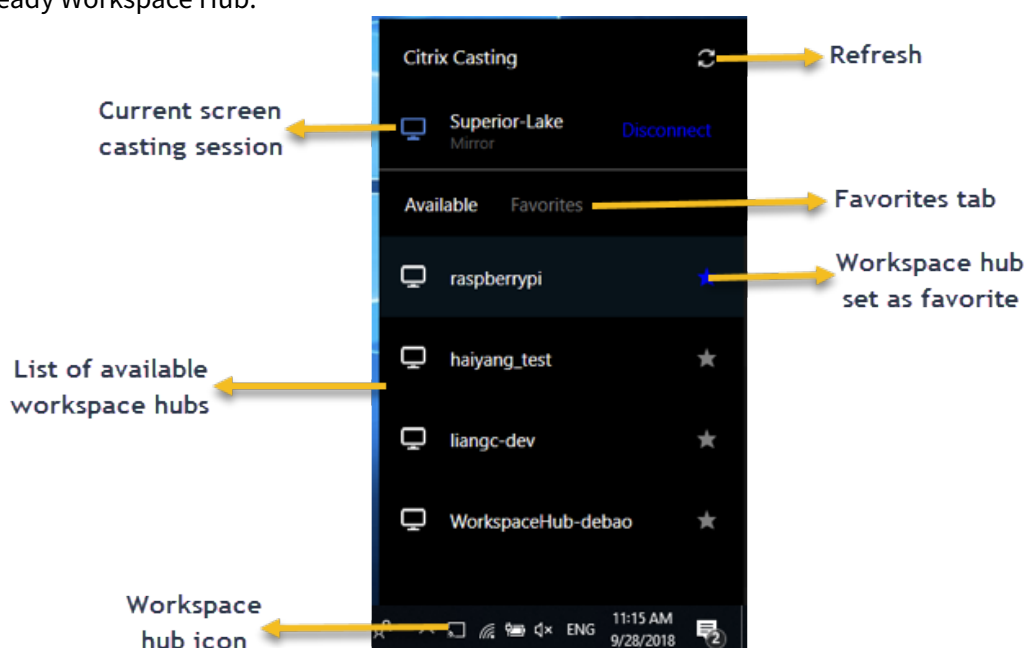 eady Workspace Hub.
Citrix Casting
Refresh
Current screen
casting session
Superior-Lake
Mirror
Disconnect
Available
Favorites
Favorites tab
raspberrypi
Workspace hub
set as favorite
haiyang_test
List of available
workspace hubs
liangc-dev
WorkspaceHub-debao
Workspace
hub icon
ENG
11:15 AM
9/28/2018
2